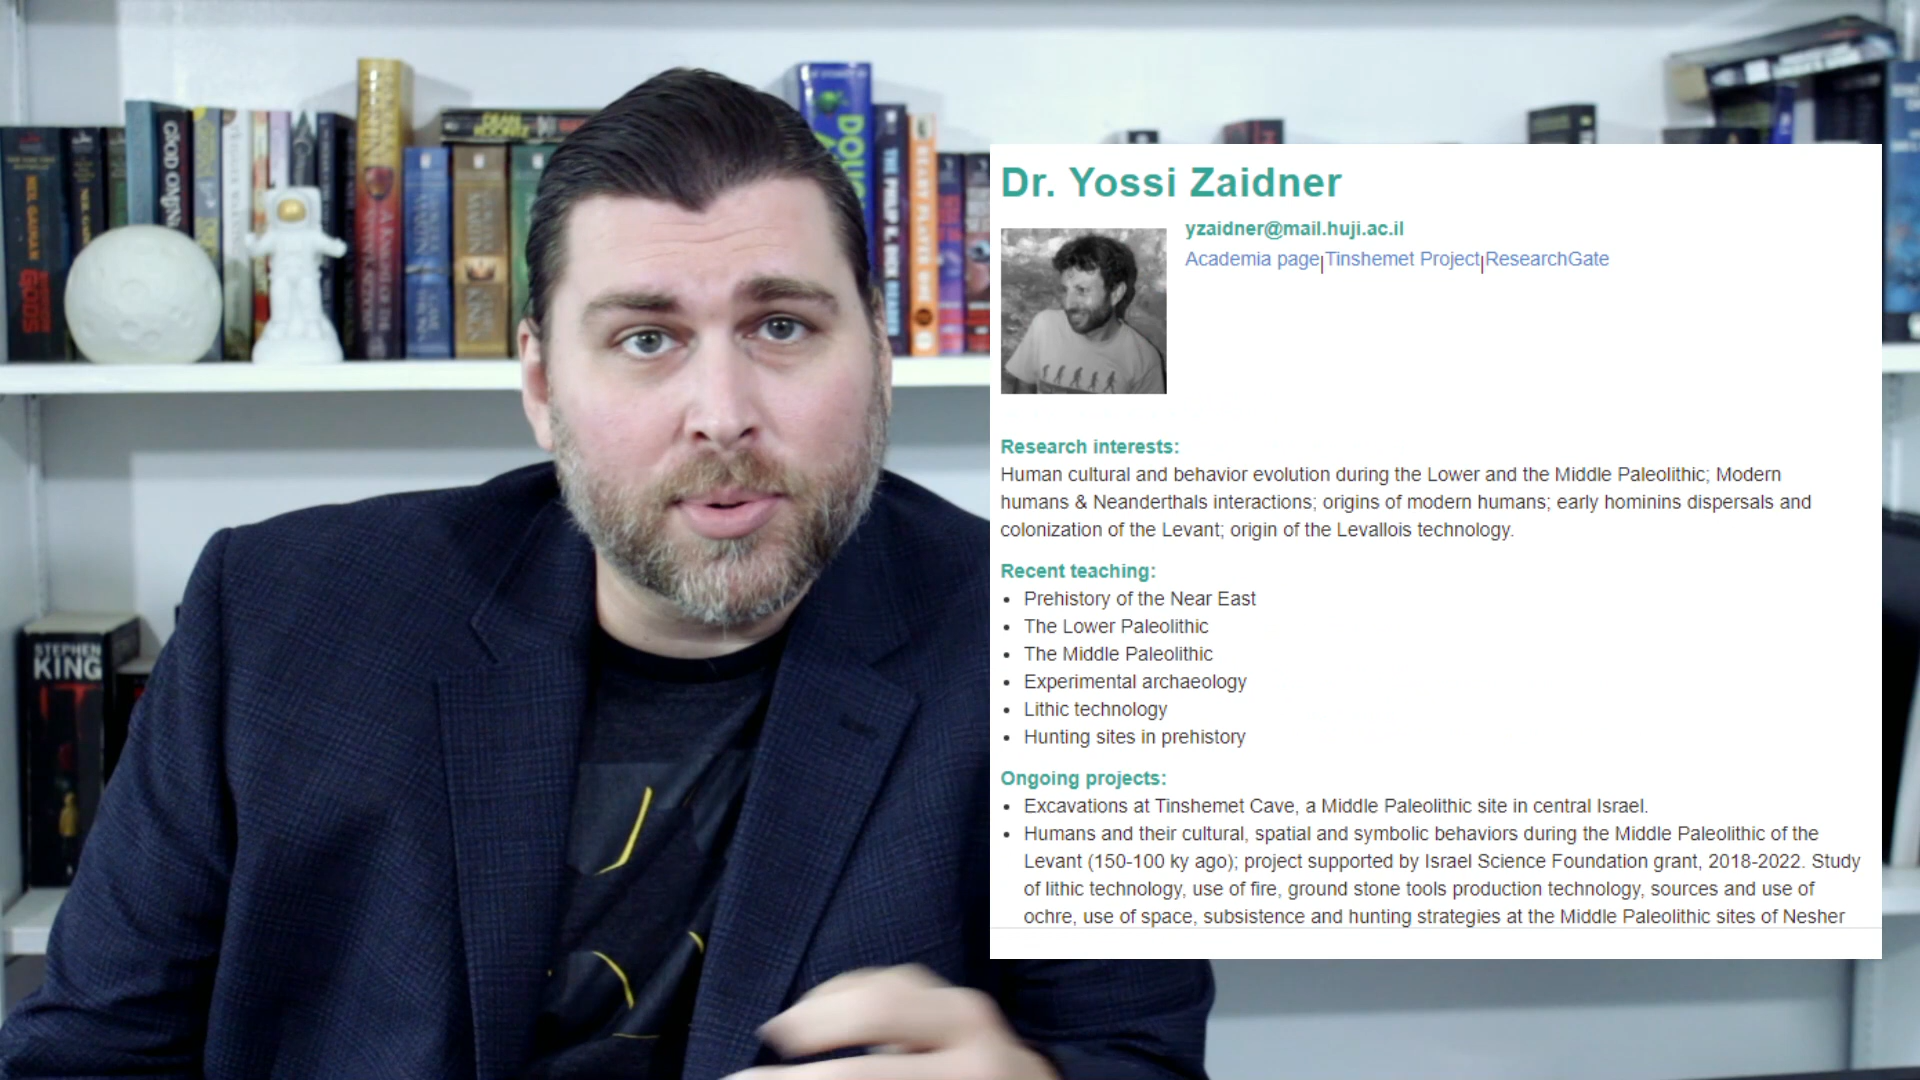 NEIL GAIMAN
GOD
STEPHEN
KING
IT
Dr. Yossi Zaidner
yzaidner@mail.huji.ac.il
Academia page|Tinshemet Project|ResearchGate
Research interests:
Human cultural and behavior evolution during the Lower and the Middle Paleolithic; Modern
humans & Neanderthals interactions; origins of modern humans; early hominins dispersals and
colonization of the Levant; origin of the Levallois technology.
Recent teaching:
• Prehistory of the Near East
• The Lower Paleolithic
• The Middle Paleolithic
• Experimental archaeology
• Lithic technology
• Hunting sites in prehistory
Ongoing projects:
• Excavations at Tinshemet Cave, a Middle Paleolithic site in central Israel.
• Humans and their cultural, spatial and symbolic behaviors during the Middle Paleolithic of the
Levant (150-100 ky ago); project supported by Israel Science Foundation grant, 2018-2022. Study
of lithic technology, use of fire, ground stone tools production technology, sources and use of
ochre, use of space, subsistence and hunting strategies at the Middle Paleolithic sites of Nesher